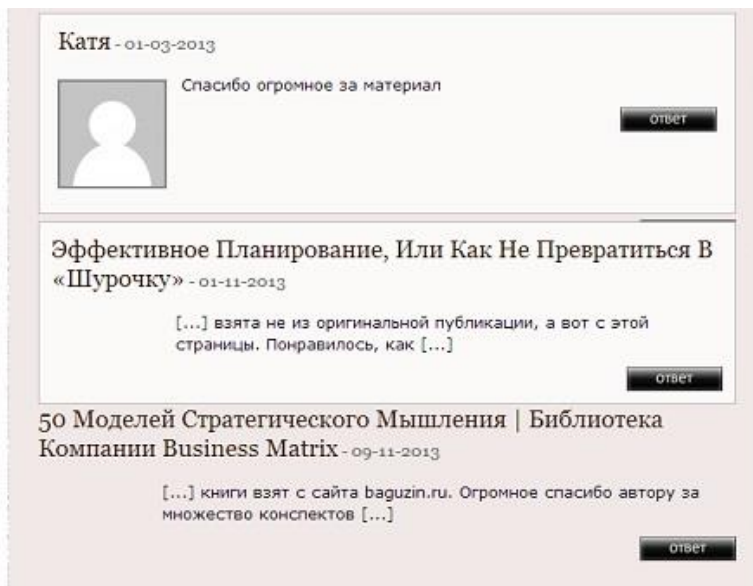 Катя - 01-03-2013
Спасибо огромное за материал
ответ
Эффективное Планирование, Или Как Не Превратиться В
«Шурочку» - 01-11-2013
[...] взята не из оригинальной публикации, а вот с этой
страницы. Понравилось, как [...]
ответ
50 Моделей Стратегического Мышления | Библиотека
Компании Business Matrix - 09-11-2013
[...] книги взят с сайта baguzin.ru. Огромное спасибо автору за
множество конспектов [...]
ответ